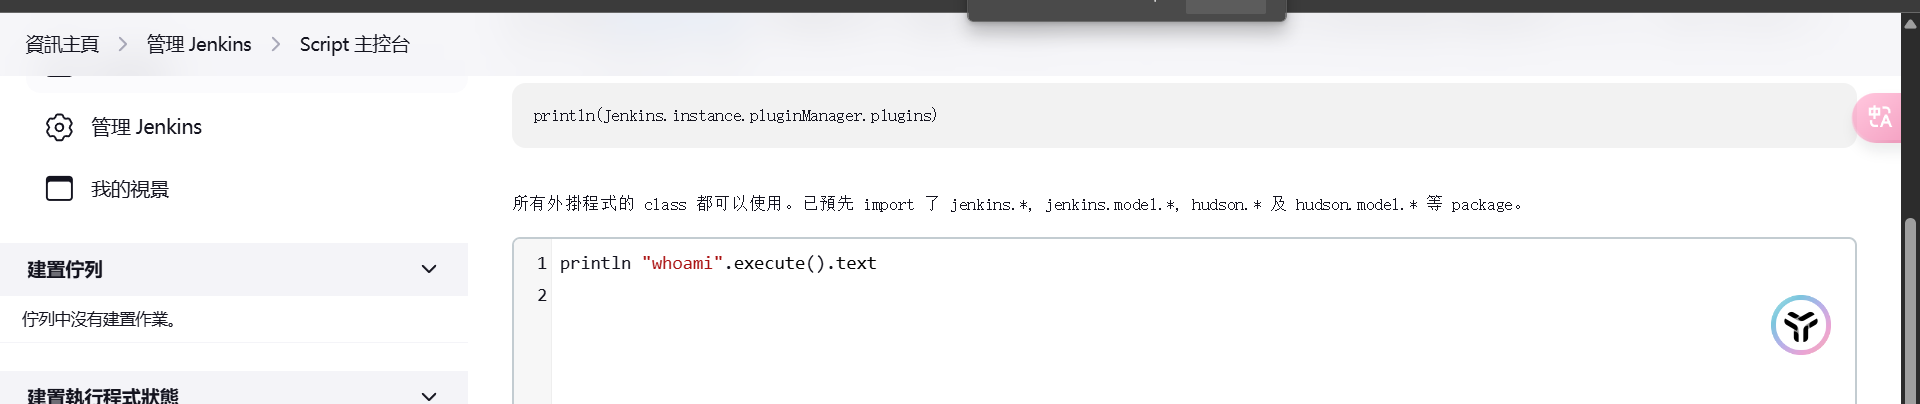 資訊主頁 > 管理 Jenkins > Script 主控台
管理 Jenkins
我的視景
建置佇列
佇列中沒有建置作業。
建置執行程式狀態
println(Jenkins.instance.pluginManager.plugins)
所有外掛程式的 class 都可以使用。已預先 import 了 jenkins.*, jenkins.model.*, hudson.* 及 hudson.model.* 等 package。
1 println "whoami".execute().text
2
中A